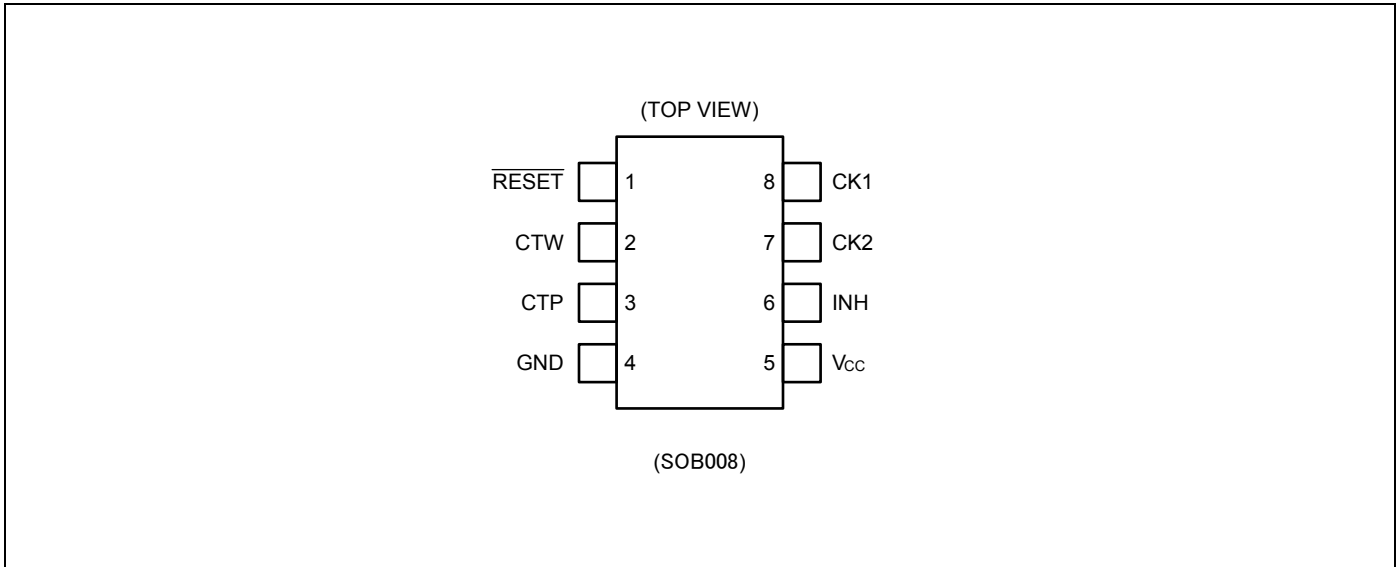 (TOP VIEW)
RESET 1 8 CK1
CTW 2 7 CK2
CTP 3 6 INH
GND 4 5 VCC
(SOB008)